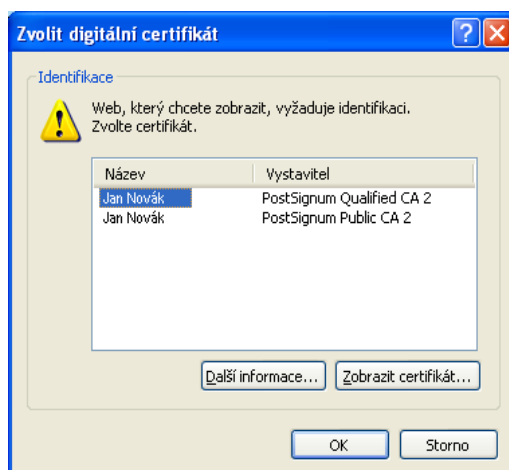 Zvolit digitální certifikát
Identifikace
Web, který chcete zobrazit, vyžaduje identifikaci.
Zvolte certifikát.
Název Vystavitel
Jan Novák PostSignum Qualified CA 2
Jan Novák PostSignum Public CA 2
Další informace... Zobrazit certifikát...
OK Storno